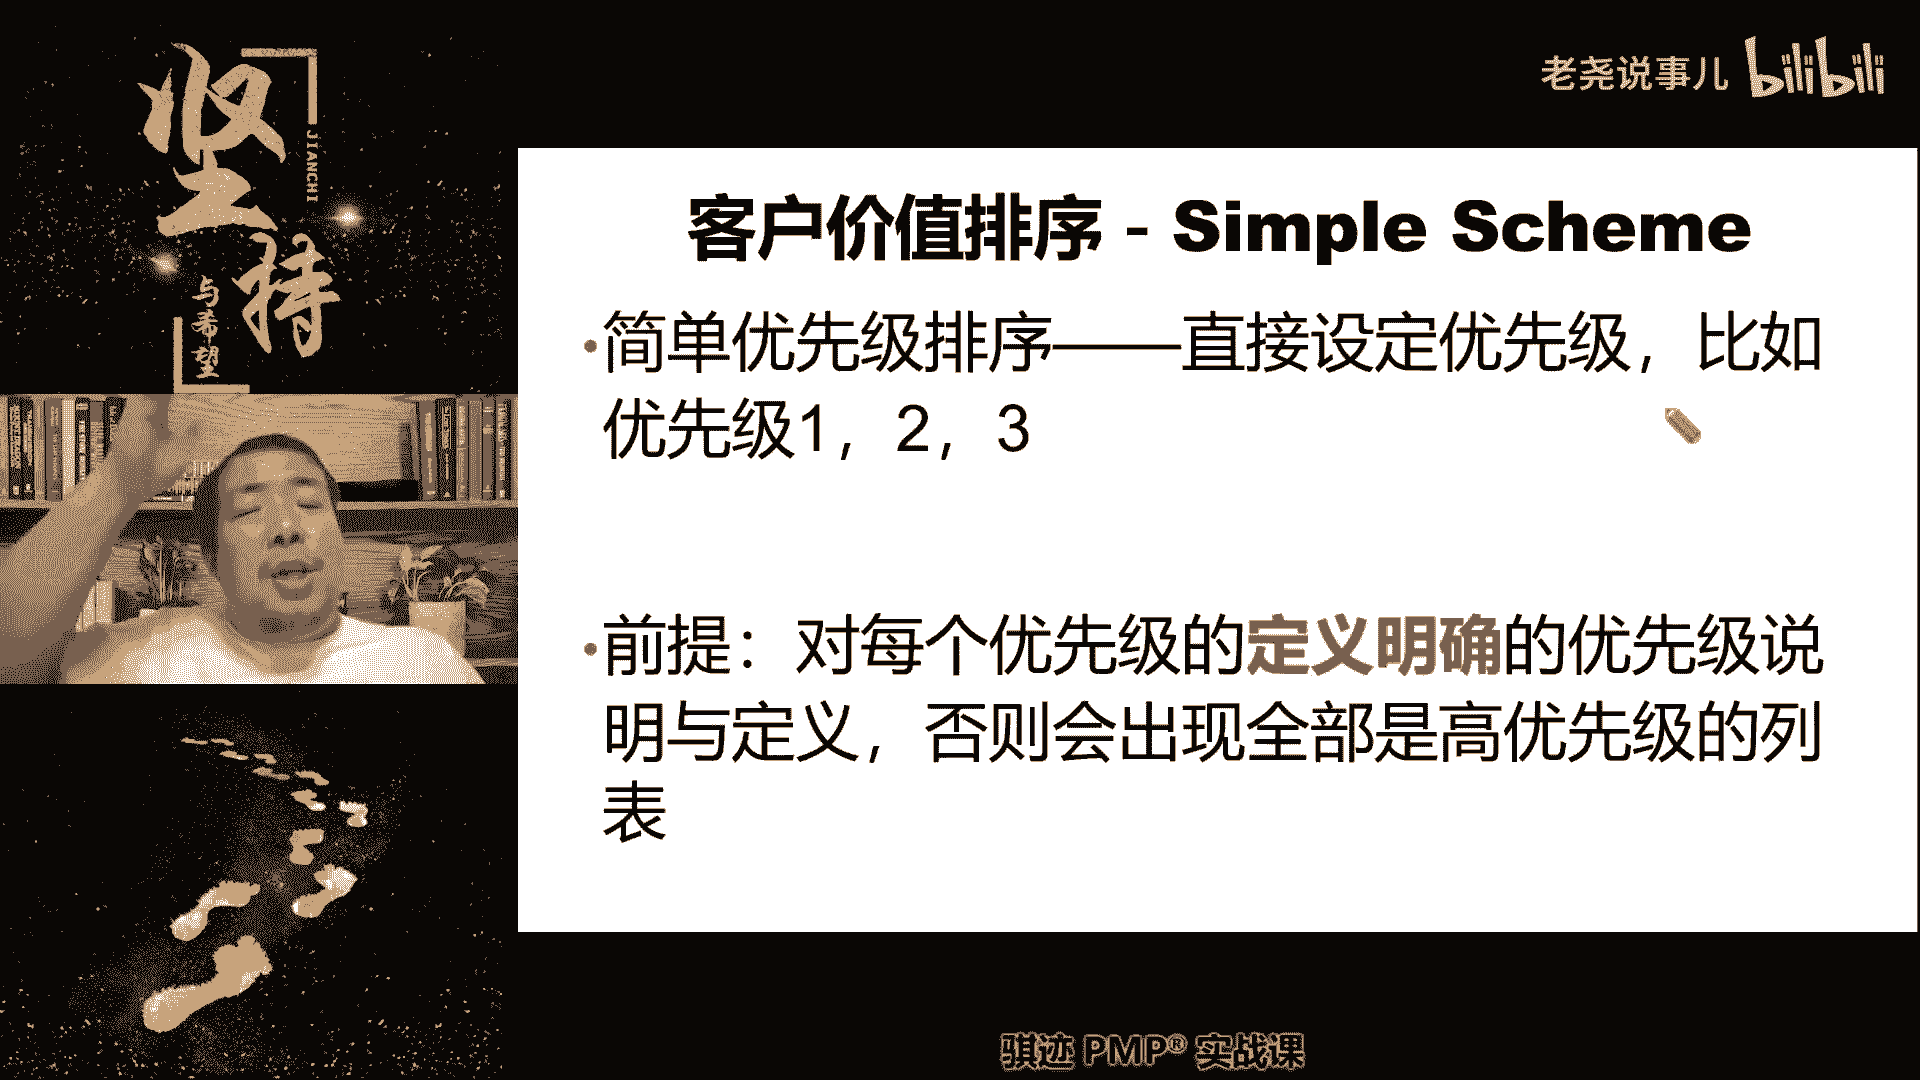 坚
持
JIANCHI
与希望
老尧说事儿 bilibili
客户价值排序 - Simple Scheme
•简单优先级排序——直接设定优先级，比如
优先级1，2，3
•前提：对每个优先级的定义明确的优先级说
明与定义，否则会出现全部是高优先级的列
表
骐迹 PMP® 实战课